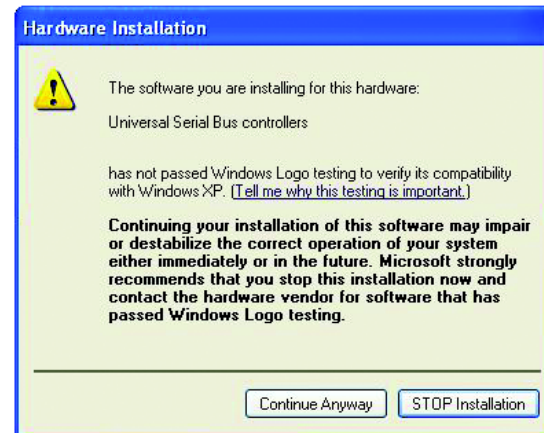 Hardware Installation
The software you are installing for this hardware:
Universal Serial Bus controllers
has not passed Windows Logo testing to verify its compatibility
with Windows XP. (Tell me why this testing is important.)
Continuing your installation of this software may impair
or destabilize the correct operation of your system
either immediately or in the future. Microsoft strongly
recommends that you stop this installation now and
contact the hardware vendor for software that has
passed Windows Logo testing.
Continue Anyway STOP Installation